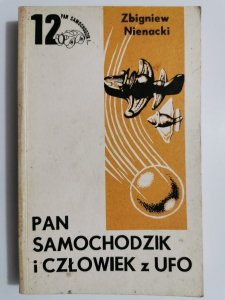 12
PAN SAMOCHODZIK
Zbigniew
Nienacki
PAN
SAMOCHODZIK
i CZŁOWIEK z UFO